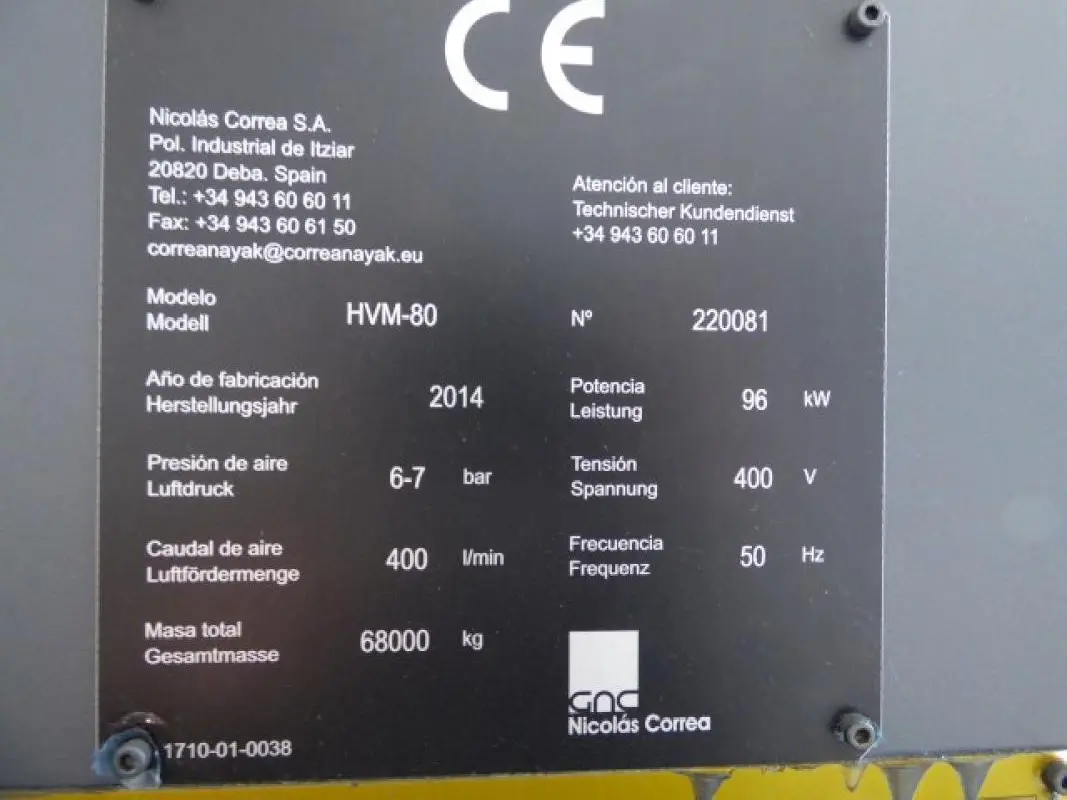 CE
Nicolás Correa S.A.
Pol. Industrial de Itziar
20820 Deba. Spain
Tel.: +34 943 60 60 11
Fax: +34 943 60 61 50
correanayak@correanayak.eu
Atención al cliente:
Technischer Kundendienst
+34 943 60 60 11
Modelo
Modell
HVM-80
Nº
220081
Año de fabricación
Herstellungsjahr
2014
Potencia
Leistung
96 kW
Presión de aire
Luftdruck
6-7 bar
Tensión
Spannung
400 V
Caudal de aire
Luftfördermenge
400 l/min
Frecuencia
Frequenz
50 Hz
Masa total
Gesamtmasse
68000 kg
GNC
Nicolás Correa
1710-01-0038